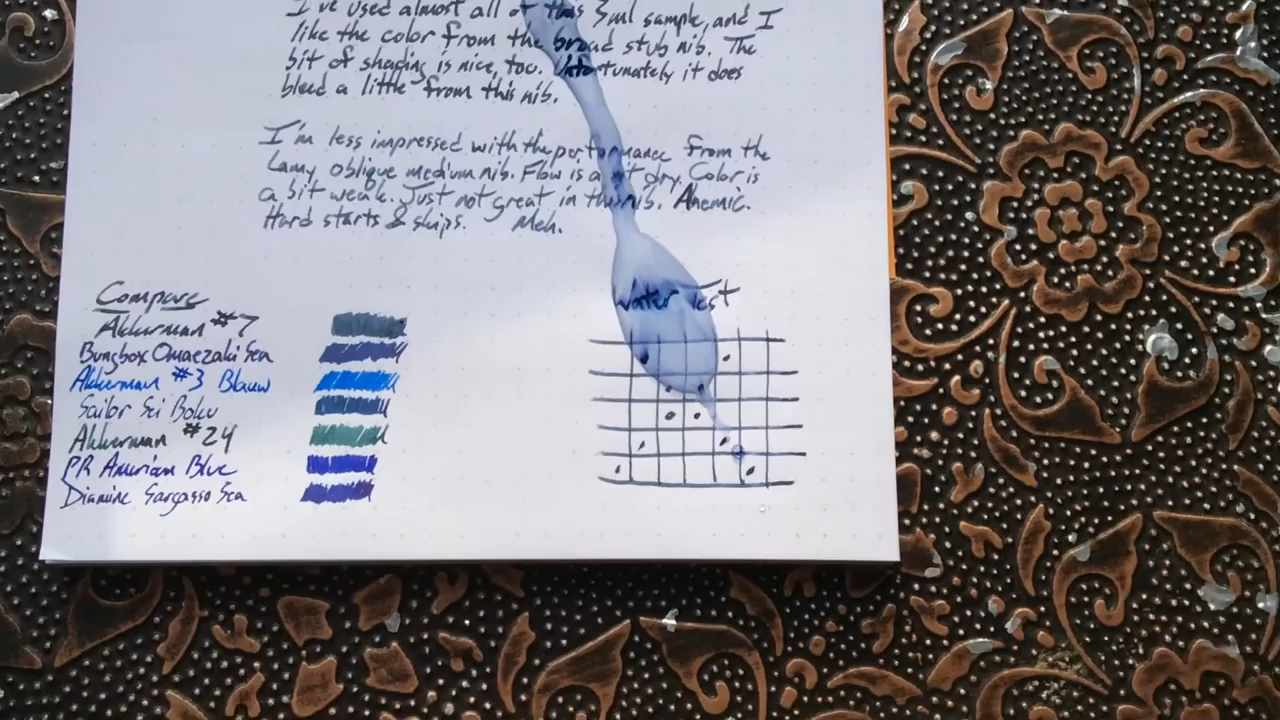 I've used almost all of this 3ml sample, and I
like the color from the broad stub nib. The
bit of shading is nice, too. Unfortunately it does
bleed a little from this nib.
I'm less impressed with the performance from the
Lamy oblique medium nib. Flow is a bit dry. Color is
a bit weak. Just not great in this nib. Anemic.
Hard starts & skips. Meh.
Compare
Akkerman #7
Bungbox Omaezaki Sea
Akkerman #3 Blauw
Sailor Sei Boku
Akkerman #24
PR American Blue
Diamine Sargasso Sea
Water Test